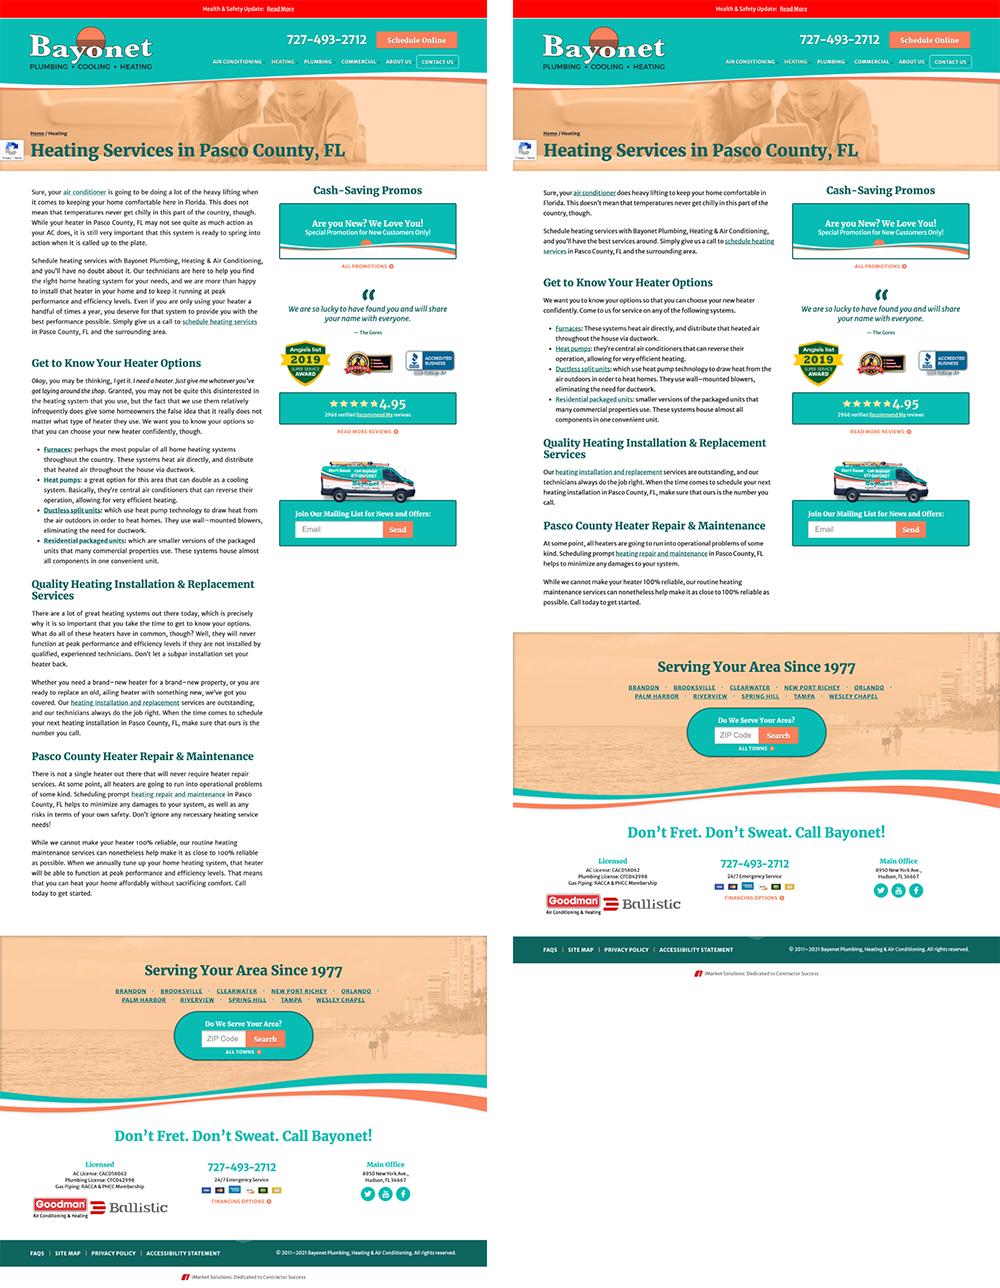 Health & Safety Update: Read More
Bayonet
PLUMBING • COOLING • HEATING
727-493-2712
Schedule Online
AIR CONDITIONING
HEATING
PLUMBING
COMMERCIAL
ABOUT US
CONTACT US
Home / Heating
Privacy - Terms
Heating Services in Pasco County, FL
Sure, your air conditioner is going to be doing a lot of the heavy lifting when
it comes to keeping your home comfortable here in Florida. This does not
mean that temperatures never get chilly in this part of the country, though.
While your heater in Pasco County, FL may not see quite as much action as
your AC does, it is still very important that this system is ready to spring into
action when it is called up to the plate.
Schedule heating services with Bayonet Plumbing, Heating & Air Conditioning,
and you'll have no doubt about it. Our technicians are here to help you find
the right home heating system for your needs, and we are more than happy
to install that heater in your home and to keep it running at peak
performance and efficiency levels. Even if you are only using your heater a
handful of times a year, you deserve for that system to provide you with the
best performance possible. Simply give us a call to schedule heating services
in Pasco County, FL and the surrounding area.
Get to Know Your Heater Options
Okay, you may be thinking, I get it. I need a heater. Just give me whatever you've
got laying around the shop. Granted, you may not be quite this disinterested in
the heating system that you use, but the fact that we use them relatively
infrequently does give some homeowners the false idea that it really does not
matter what type of heater they use. We want you to know your options so
that you can choose your new heater confidently, though.
• Furnaces: perhaps the most popular of all home heating systems
throughout the country. These systems heat air directly, and distribute
that heated air throughout the house via ductwork.
• Heat pumps: a great option for this area that can double as a cooling
system. Basically, they're central air conditioners that can reverse their
operation, allowing for very efficient heating.
• Ductless split units: which use heat pump technology to draw heat from
the air outdoors in order to heat homes. They use wall-mounted blowers,
eliminating the need for ductwork.
• Residential packaged units: which are smaller versions of the packaged
units that many commercial properties use. These systems house almost
all components in one convenient unit.
Quality Heating Installation & Replacement
Services
There are a lot of great heating systems out there today, which is precisely
why it is so important that you take the time to get to know your options.
What do all of these heaters have in common, though? Well, they will never
function at peak performance and efficiency levels if they are not installed by
qualified, experienced technicians. Don't let a subpar installation set your
heater back.
Whether you need a brand-new heater for a brand-new property, or you are
ready to replace an old, ailing heater with something new, we've got you
covered. Our heating installation and replacement services are outstanding,
and our technicians always do the job right. When the time comes to schedule
your next heating installation in Pasco County, FL, make sure that ours is the
number you call.
Pasco County Heater Repair & Maintenance
There is not a single heater out there that will never require heater repair
services. At some point, all heaters are going to run into operational problems
of some kind. Scheduling prompt heating repair and maintenance in Pasco
County, FL helps to minimize any damages to your system, as well as any
risks in terms of your own safety. Don't ignore any necessary heating service
needs!
While we cannot make your heater 100% reliable, our routine heating
maintenance services can nonetheless help make it as close to 100% reliable
as possible. When we annually tune up your home heating system, that heater
will be able to function at peak performance and efficiency levels. That means
that you can heat your home affordably without sacrificing comfort. Call
today to get started.
Cash-Saving Promos
Are you New? We Love You!
Special Promotion for New Customers Only!
ALL PROMOTIONS
“
We are so lucky to have found you and will share
your name with everyone.
— The Gores
Angie's list
2019
SUPER SERVICE
AWARD
ACCREDITED
BUSINESS
BBB
4.95
2966 verified Recommend Me reviews
READ MORE REVIEWS
Don't Sweat Call Bayonet
877-BAYONET
Bayonet
Join Our Mailing List for News and Offers:
Email
Send
Serving Your Area Since 1977
BRANDON · BROOKSVILLE · CLEARWATER · NEW PORT RICHEY · ORLANDO ·
PALM HARBOR · RIVERVIEW · SPRING HILL · TAMPA · WESLEY CHAPEL
Do We Serve Your Area?
ZIP Code
Search
ALL TOWNS
Don't Fret. Don't Sweat. Call Bayonet!
Licensed
AC License: CAC058062
Plumbing License: CFC042998
Gas Piping: RACCA & PHCC Membership
Goodman
Air Conditioning & Heating
Ballistic
727-493-2712
24/7 Emergency Service
FINANCING OPTIONS
Main Office
8950 New York Ave.,
Hudson, FL 34667
FAQS | SITE MAP | PRIVACY POLICY | ACCESSIBILITY STATEMENT
© 2011-2021 Bayonet Plumbing, Heating & Air Conditioning. All rights reserved.
iMarket Solutions: Dedicated to Contractor Success
Health & Safety Update: Read More
Bayonet
PLUMBING • COOLING • HEATING
727-493-2712
Schedule Online
AIR CONDITIONING
HEATING
PLUMBING
COMMERCIAL
ABOUT US
CONTACT US
Home / Heating
Privacy - Terms
Heating Services in Pasco County, FL
Sure, your air conditioner does heavy lifting to keep your home comfortable in
Florida. This doesn't mean that temperatures never get chilly in this part of the
country, though.
Schedule heating services with Bayonet Plumbing, Heating & Air Conditioning,
and you'll have the best services around. Simply give us a call to schedule heating
services in Pasco County, FL and the surrounding area.
Get to Know Your Heater Options
We want you to know your options so that you can choose your new heater
confidently. Come to us for service on any of the following systems.
• Furnaces: These systems heat air directly, and distribute that heated air
throughout the house via ductwork.
• Heat pumps: they're central air conditioners that can reverse their
operation, allowing for very efficient heating.
• Ductless split units: which use heat pump technology to draw heat from the
air outdoors in order to heat homes. They use wall-mounted blowers,
eliminating the need for ductwork.
• Residential packaged units: smaller versions of the packaged units that
many commercial properties use. These systems house almost all
components in one convenient unit.
Quality Heating Installation & Replacement
Services
Our heating installation and replacement services are outstanding, and our
technicians always do the job right. When the time comes to schedule your next
heating installation in Pasco County, FL, make sure that ours is the number you
call.
Pasco County Heater Repair & Maintenance
At some point, all heaters are going to run into operational problems of some
kind. Scheduling prompt heating repair and maintenance in Pasco County, FL
helps to minimize any damages to your system.
While we cannot make your heater 100% reliable, our routine heating
maintenance services can nonetheless help make it as close to 100% reliable as
possible. Call today to get started.
Cash-Saving Promos
Are you New? We Love You!
Special Promotion for New Customers Only!
ALL PROMOTIONS
“
We are so lucky to have found you and will share
your name with everyone.
— The Gores
Angie's list
2019
SUPER SERVICE
AWARD
ACCREDITED
BUSINESS
BBB
4.95
2966 verified Recommend Me reviews
READ MORE REVIEWS
Don't Sweat Call Bayonet
877-BAYONET
Bayonet
Join Our Mailing List for News and Offers:
Email
Send
Serving Your Area Since 1977
BRANDON · BROOKSVILLE · CLEARWATER · NEW PORT RICHEY · ORLANDO ·
PALM HARBOR · RIVERVIEW · SPRING HILL · TAMPA · WESLEY CHAPEL
Do We Serve Your Area?
ZIP Code
Search
ALL TOWNS
Don't Fret. Don't Sweat. Call Bayonet!
Licensed
AC License: CAC058062
Plumbing License: CFC042998
Gas Piping: RACCA & PHCC Membership
Goodman
Air Conditioning & Heating
Ballistic
727-493-2712
24/7 Emergency Service
FINANCING OPTIONS
Main Office
8950 New York Ave.,
Hudson, FL 34667
FAQS | SITE MAP | PRIVACY POLICY | ACCESSIBILITY STATEMENT
© 2011-2021 Bayonet Plumbing, Heating & Air Conditioning. All rights reserved.
iMarket Solutions: Dedicated to Contractor Success